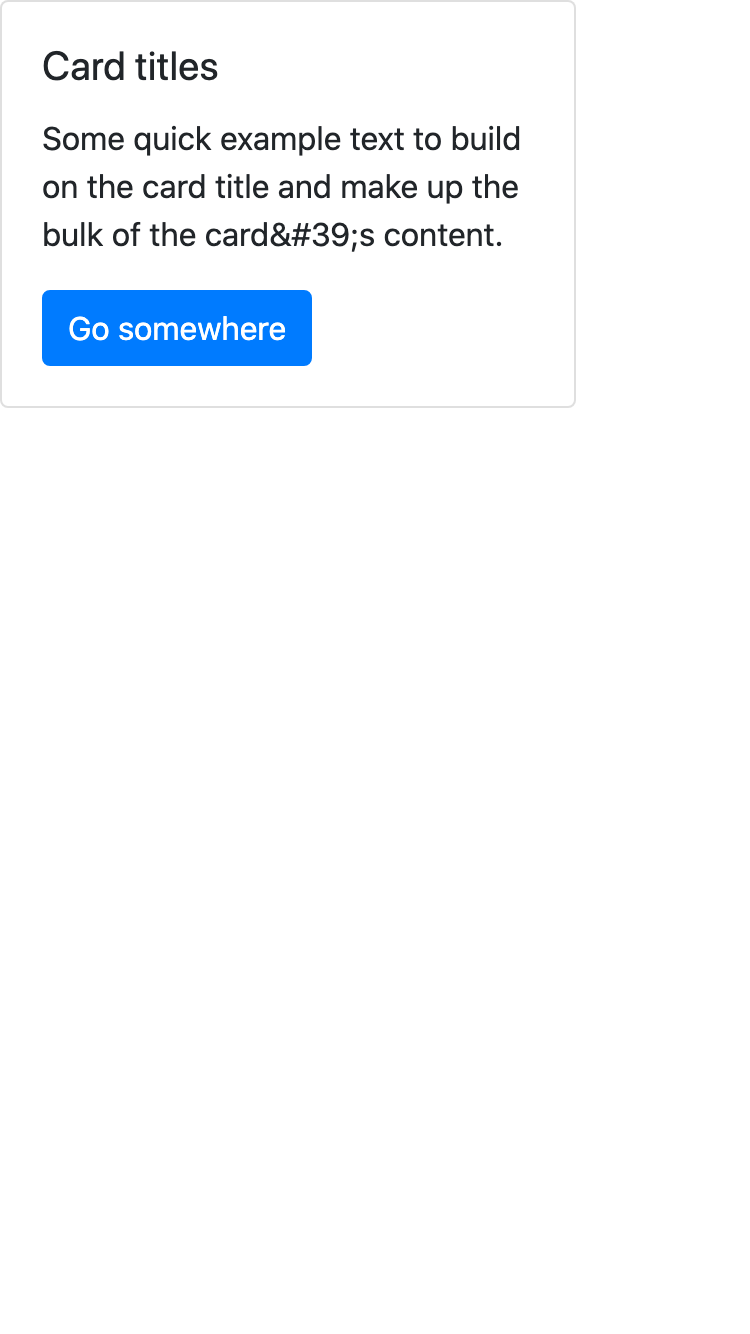 Card titles
Some quick example text to build
on the card title and make up the
bulk of the card&#39;s content.
Go somewhere